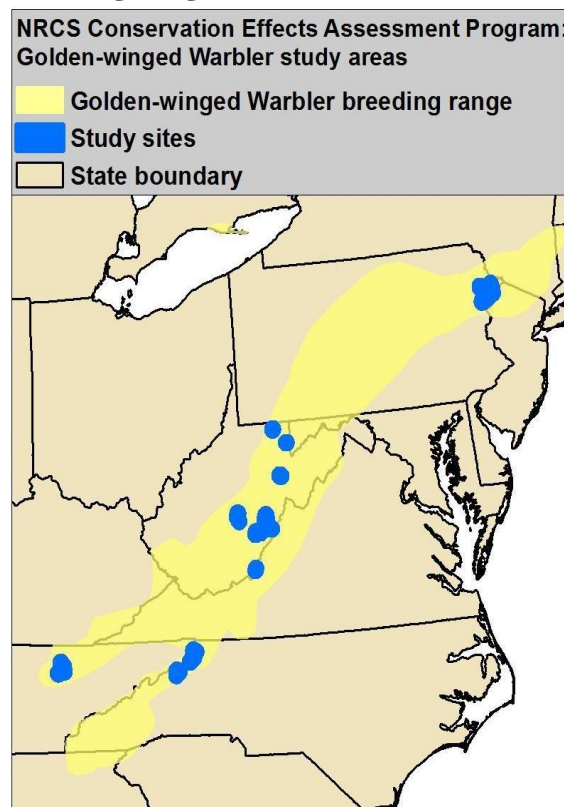 NRCS Conservation Effects Assessment Program:
Golden-winged Warbler study areas
Golden-winged Warbler breeding range
Study sites
State boundary